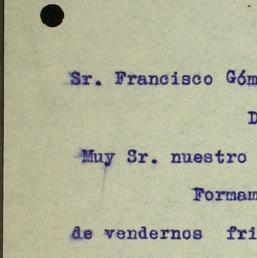 Sr. Francisco Góm
D
Muy Sr. nuestro
Formam
de vendernos fri